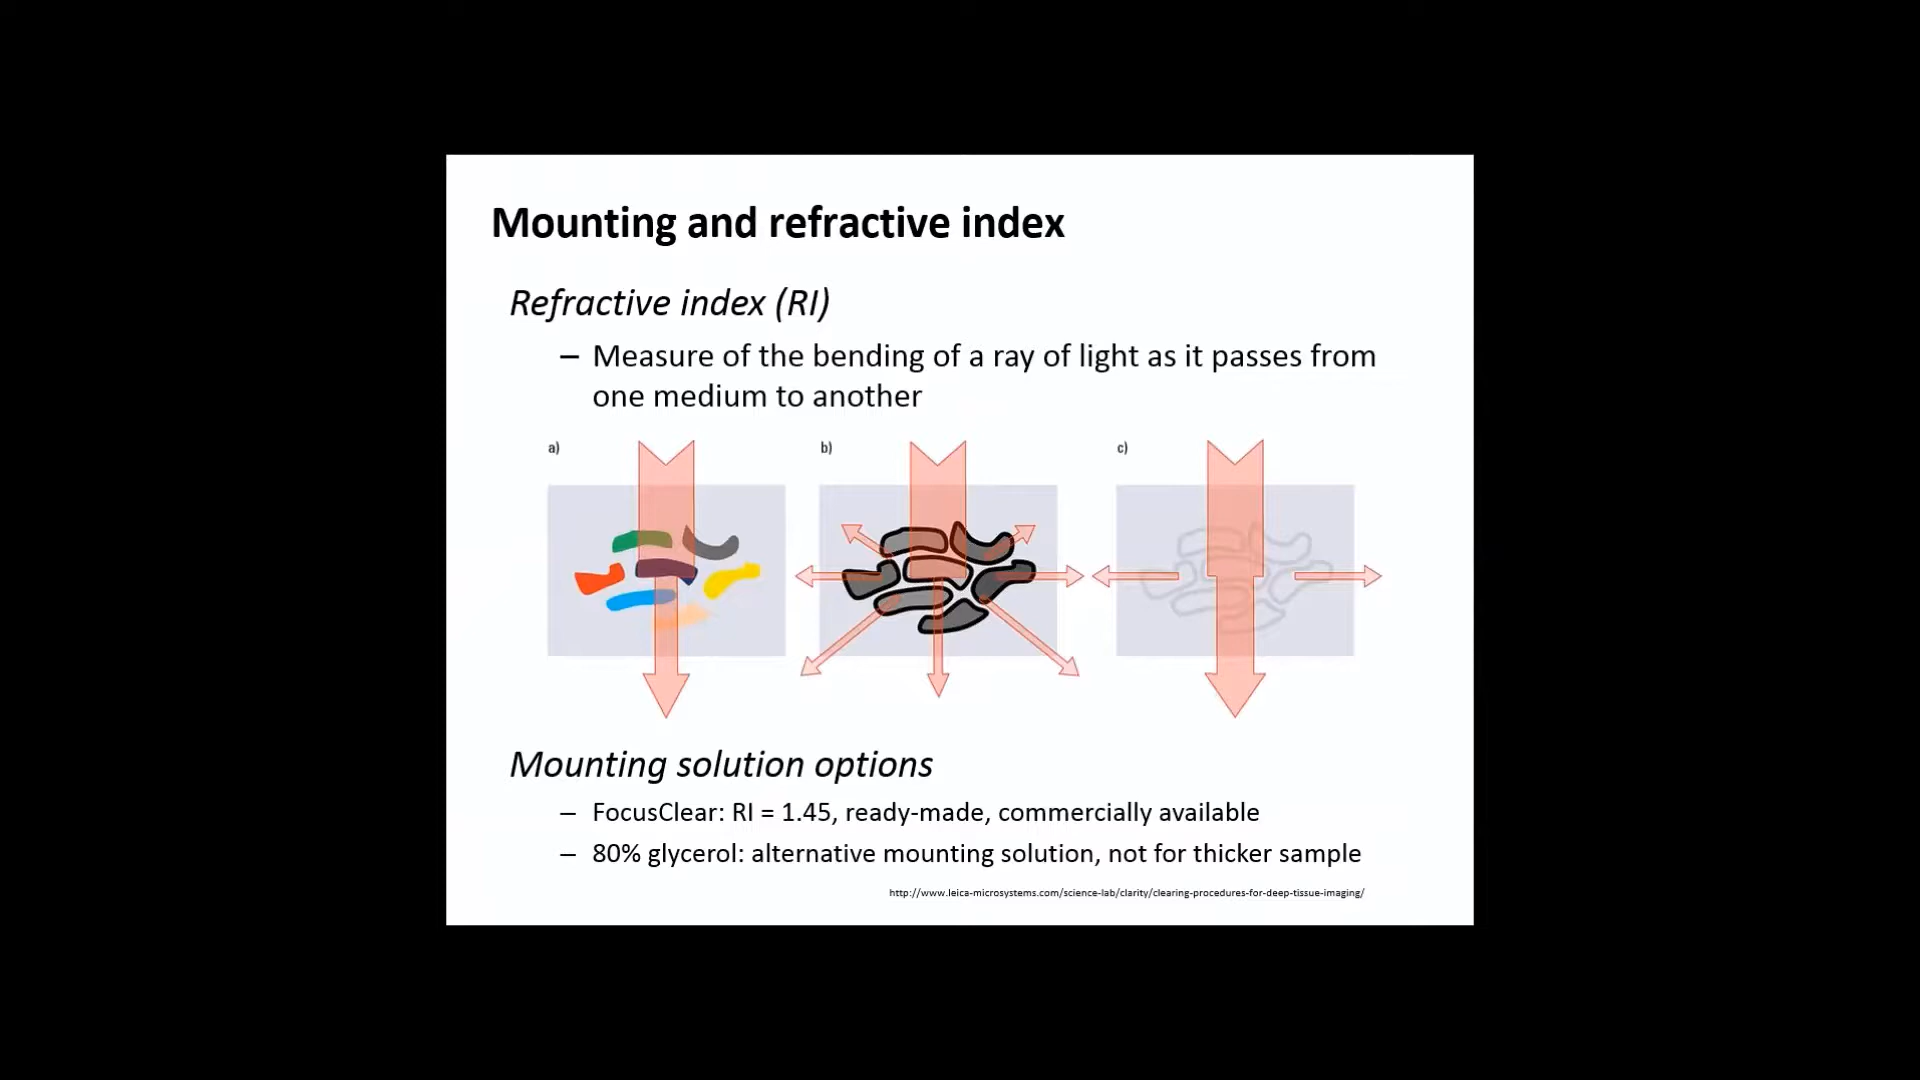 Mounting and refractive index
Refractive index (RI)
– Measure of the bending of a ray of light as it passes from
one medium to another
a)
b)
c)
Mounting solution options
– FocusClear: RI = 1.45, ready-made, commercially available
– 80% glycerol: alternative mounting solution, not for thicker sample
http://www.leica-microsystems.com/science-lab/clarity/clearing-procedures-for-deep-tissue-imaging/